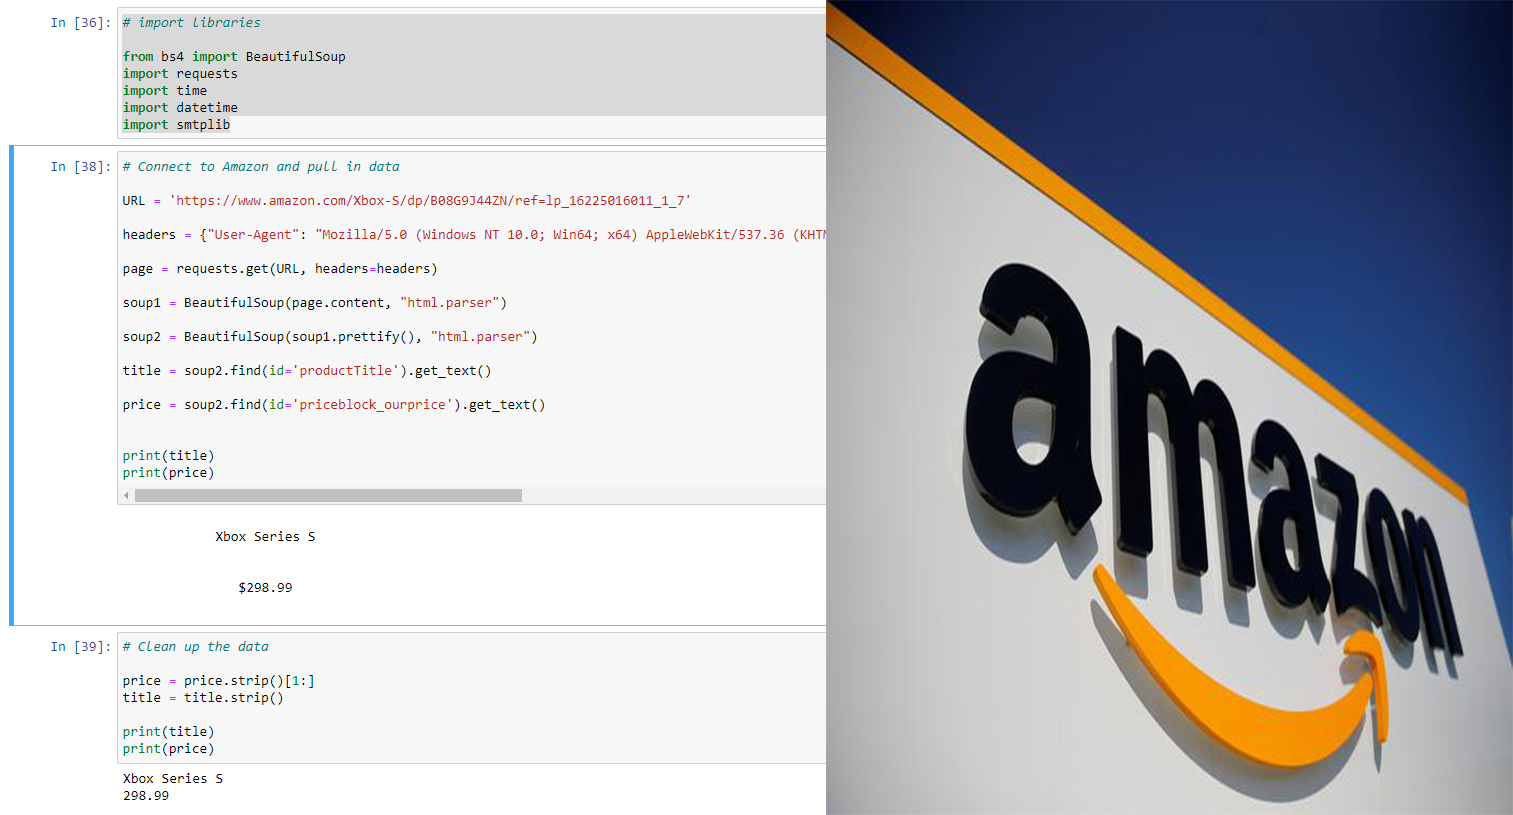 In [36]:
# import libraries
from bs4 import BeautifulSoup
import requests
import time
import datetime
import smtplib
In [38]:
# Connect to Amazon and pull in data
URL = 'https://www.amazon.com/Xbox-S/dp/B08G9J44ZN/ref=lp_16225016011_1_7'
headers = {"User-Agent": "Mozilla/5.0 (Windows NT 10.0; Win64; x64) AppleWebKit/537.36 (KHTM
page = requests.get(URL, headers=headers)
soup1 = BeautifulSoup(page.content, "html.parser")
soup2 = BeautifulSoup(soup1.prettify(), "html.parser")
title = soup2.find(id='productTitle').get_text()
price = soup2.find(id='priceblock_ourprice').get_text()
print(title)
print(price)
Xbox Series S
$298.99
In [39]:
# Clean up the data
price = price.strip()[1:]
title = title.strip()
print(title)
print(price)
Xbox Series S
298.99
amazon